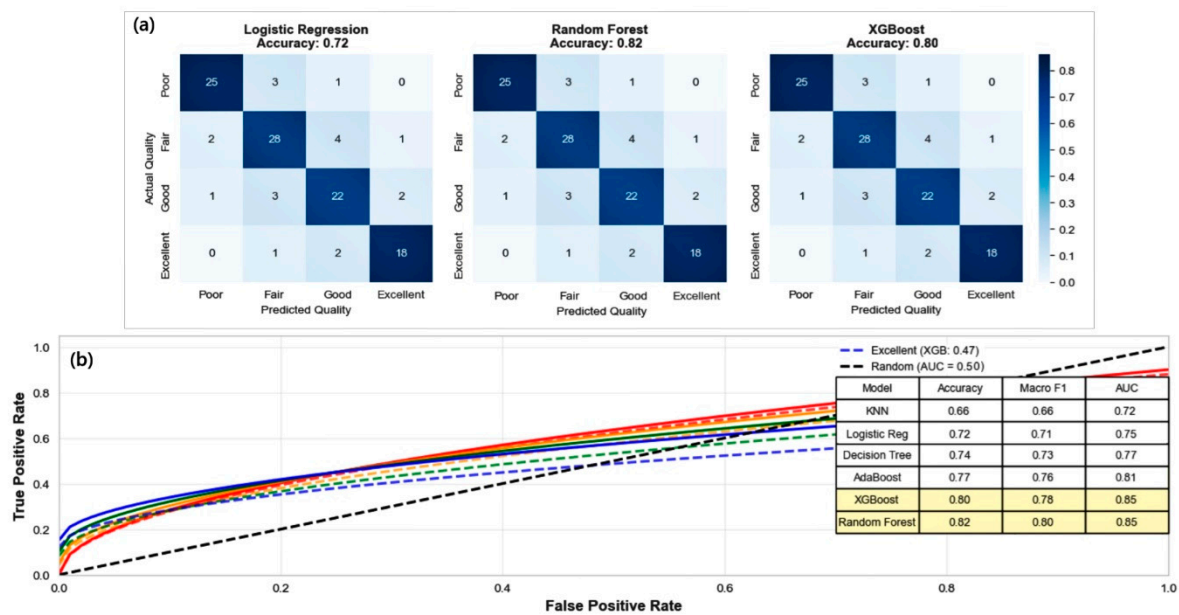 (a)
Logistic Regression
Accuracy: 0.72
Random Forest
Accuracy: 0.82
XGBoost
Accuracy: 0.80
Actual Quality
Poor
25 3 1 0
25 3 1 0
25 3 1 0
0.8
0.7
Fair
2 28 4 1
2 28 4 1
2 28 4 1
0.6
0.5
0.4
Good
1 3 22 2
1 3 22 2
1 3 22 2
0.3
0.2
Excellent
0 1 2 18
0 1 2 18
0 1 2 18
0.1
0.0
Poor Fair Good Excellent
Poor Fair Good Excellent
Poor Fair Good Excellent
Predicted Quality
Predicted Quality
Predicted Quality
(b)
True Positive Rate
1.0
0.8
0.6
0.4
0.2
0.0
Excellent (XGB: 0.47)
Random (AUC = 0.50)
Model Accuracy Macro F1 AUC
KNN 0.66 0.66 0.72
Logistic Reg 0.72 0.71 0.75
Decision Tree 0.74 0.73 0.77
AdaBoost 0.77 0.76 0.81
XGBoost 0.80 0.78 0.85
Random Forest 0.82 0.80 0.85
0.0 0.2 0.4 0.6 0.8 1.0
False Positive Rate